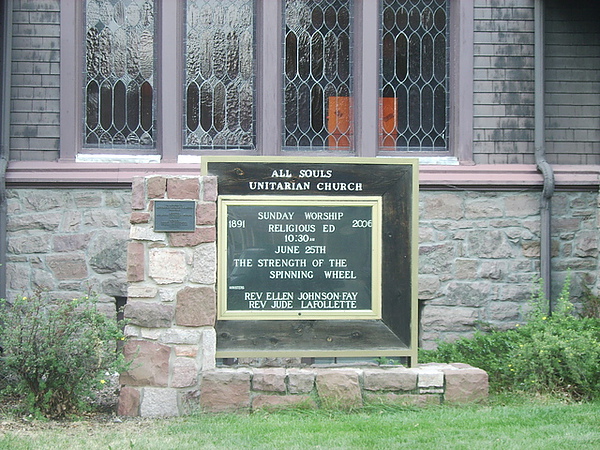 ALL SOULS
UNITARIAN CHURCH
SUNDAY WORSHIP
1891 RELIGIOUS ED 2006
10:30 AM
JUNE 25TH
THE STRENGTH OF THE
SPINNING WHEEL
MINISTERS
REV ELLEN JOHNSON-FAY
REV JUDE LAFOLLETTE